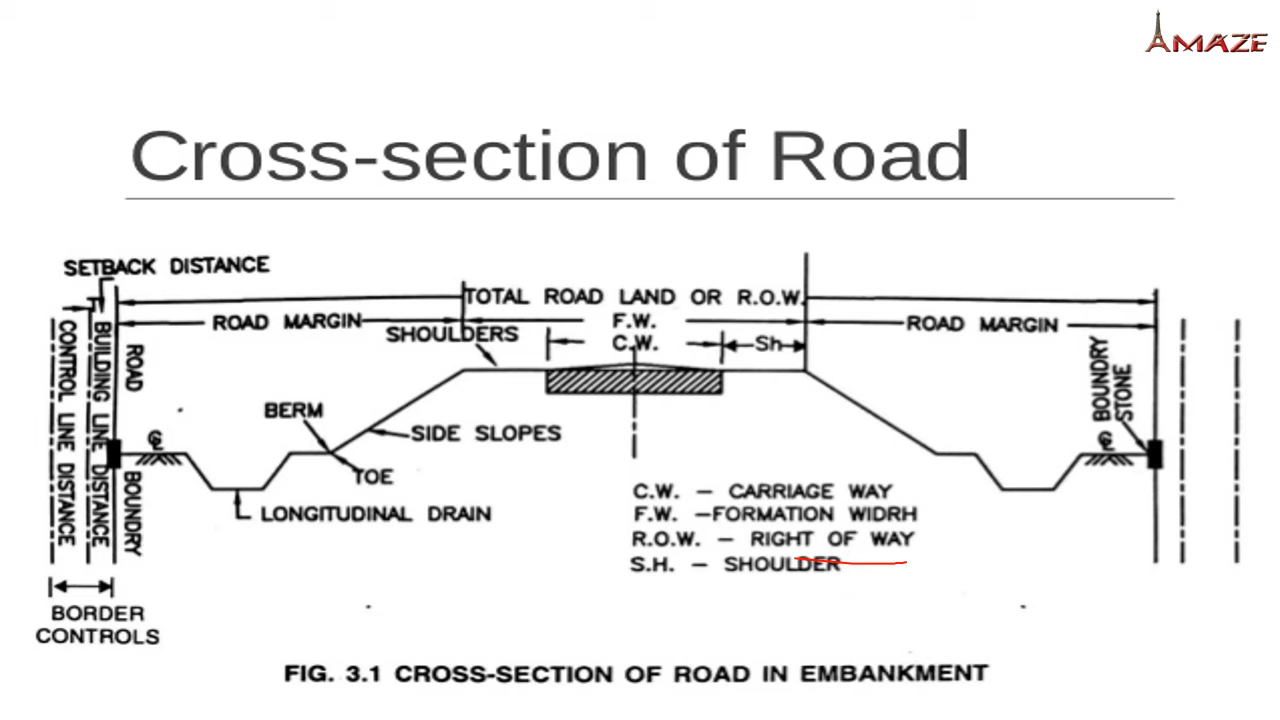 AMAZE
Cross-section of Road
SETBACK DISTANCE
TOTAL ROAD LAND OR R.O.W.
ROAD MARGIN
F.W.
ROAD MARGIN
SHOULDERS
C.W.
Sh
CONTROL LINE DISTANCE
BUILDING LINE DISTANCE
ROAD BOUNDRY
BOUNDRY
STONE
BERM
SIDE SLOPES
GL
GL
TOE
LONGITUDINAL DRAIN
C.W. – CARRIAGE WAY
F.W. –FORMATION WIDRH
R.O.W. – RIGHT OF WAY
S.H. – SHOULDER
BORDER
CONTROLS
FIG. 3.1 CROSS-SECTION OF ROAD IN EMBANKMENT